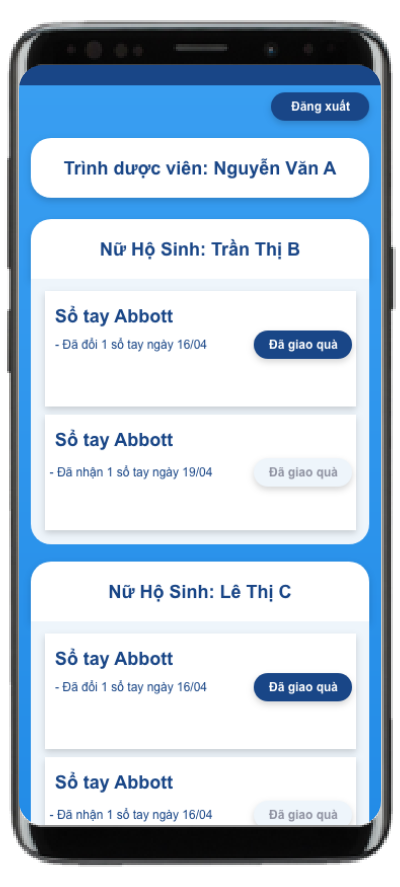 Đăng xuất
Trình dược viên: Nguyễn Văn A
Nữ Hộ Sinh: Trần Thị B
Sổ tay Abbott
- Đã đổi 1 sổ tay ngày 16/04
Đã giao quà
Sổ tay Abbott
- Đã nhận 1 sổ tay ngày 19/04
Đã giao quà
Nữ Hộ Sinh: Lê Thị C
Sổ tay Abbott
- Đã đổi 1 sổ tay ngày 16/04
Đã giao quà
Sổ tay Abbott
- Đã nhận 1 sổ tay ngày 16/04
Đã giao quà